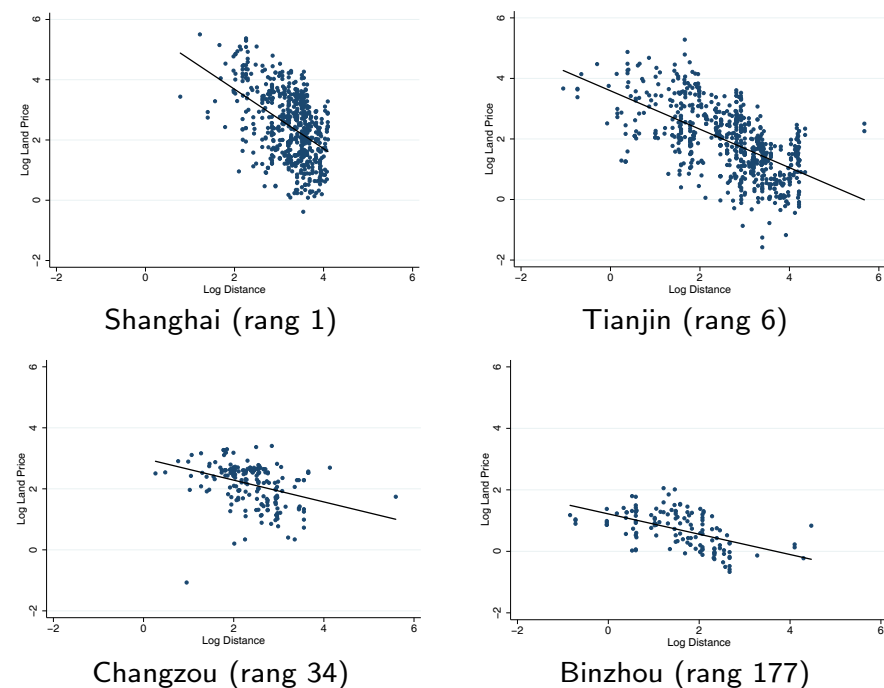 6
4
2
0
−2
Log Land Price
−2 0 2 4 6
Log Distance
Shanghai (rang 1)
6
4
2
0
−2
Log Land Price
−2 0 2 4 6
Log Distance
Tianjin (rang 6)
6
4
2
0
−2
Log Land Price
−2 0 2 4 6
Log Distance
Changzou (rang 34)
6
4
2
0
−2
Log Land Price
−2 0 2 4 6
Log Distance
Binzhou (rang 177)